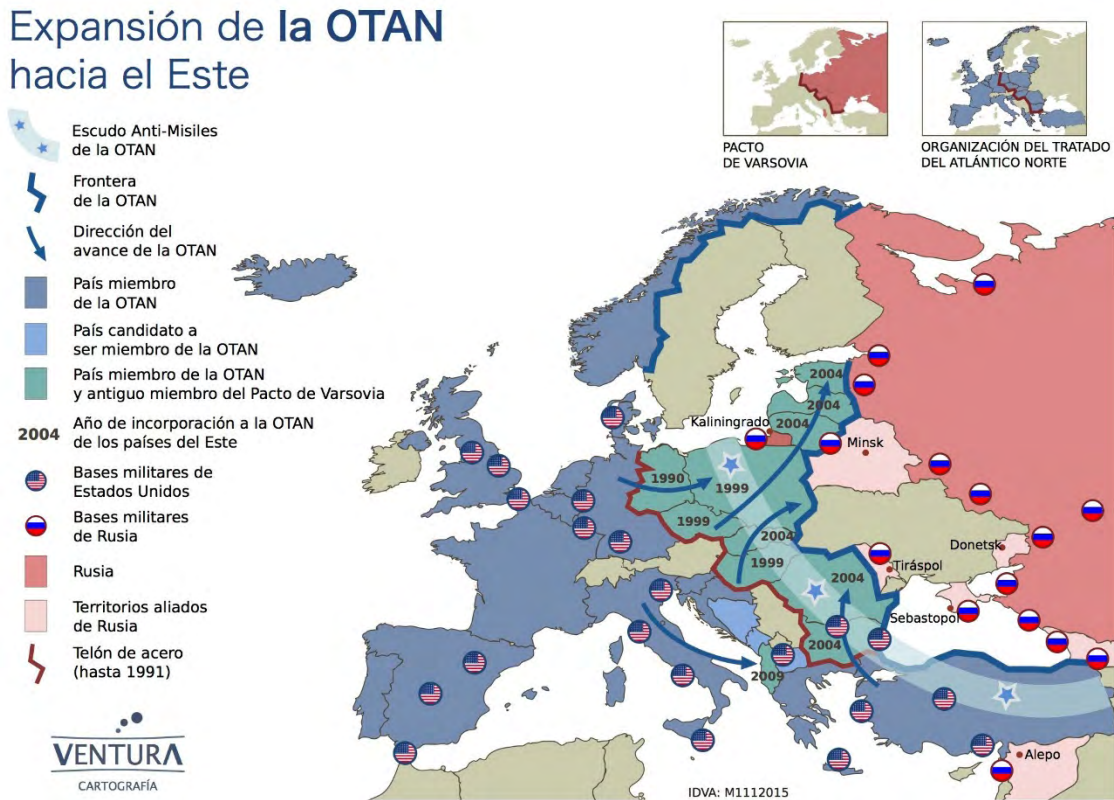 Expansión de la OTAN
hacia el Este
Escudo Anti-Misiles
de la OTAN
Frontera
de la OTAN
Dirección del
avance de la OTAN
País miembro
de la OTAN
País candidato a
ser miembro de la OTAN
País miembro de la OTAN
y antiguo miembro del Pacto de Varsovia
2004
Año de incorporación a la OTAN
de los países del Este
Bases militares de
Estados Unidos
Bases militares
de Rusia
Rusia
Territorios aliados
de Rusia
Telón de acero
(hasta 1991)
VENTURA
CARTOGRAFÍA
PACTO
DE VARSOVIA
ORGANIZACIÓN DEL TRATADO
DEL ATLÁNTICO NORTE
2004
2004
Kaliningrado
2004
Minsk
1990
1999
1999
2004
Donetsk
1999
2004
Tiráspol
Sebastopol
2004
2009
Alepo
IDVA: M1112015